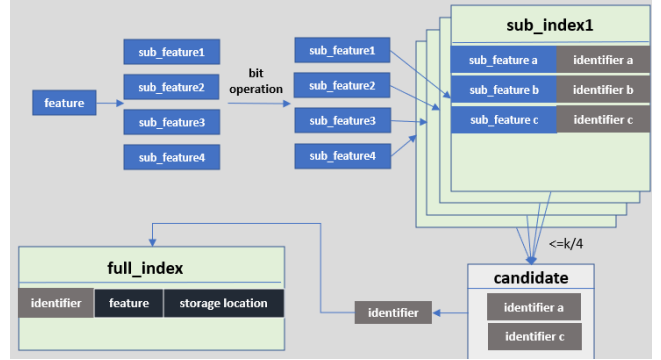 sub_index1
sub_feature1
sub_feature1
sub_feature a identifier a
sub_feature2
bit
operation
sub_feature2
sub_feature b identifier b
feature
sub_feature3
sub_feature3
sub_feature c identifier c
sub_feature4
sub_feature4
<=k/4
full_index
candidate
identifier feature storage location
identifier
identifier a
identifier c